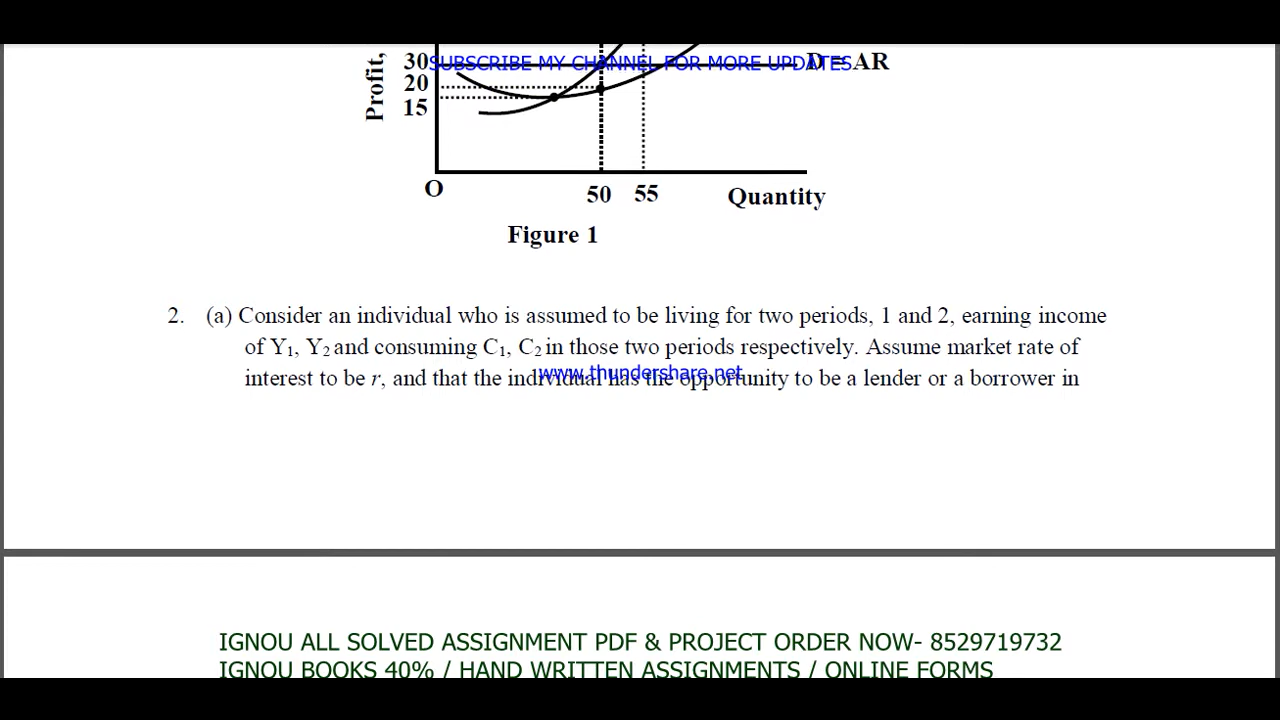 Profit,
30
SUBSCRIBE MY CHANNEL FOR MORE UPDATES
D = AR
20
15
O
50 55 Quantity
Figure 1
2. (a) Consider an individual who is assumed to be living for two periods, 1 and 2, earning income
of Y₁, Y₂ and consuming C₁, C₂ in those two periods respectively. Assume market rate of
interest to be r, and that the individual has the opportunity to be a lender or a borrower in
www.thundershare.net
IGNOU ALL SOLVED ASSIGNMENT PDF & PROJECT ORDER NOW- 8529719732
IGNOU BOOKS 40% / HAND WRITTEN ASSIGNMENTS / ONLINE FORMS